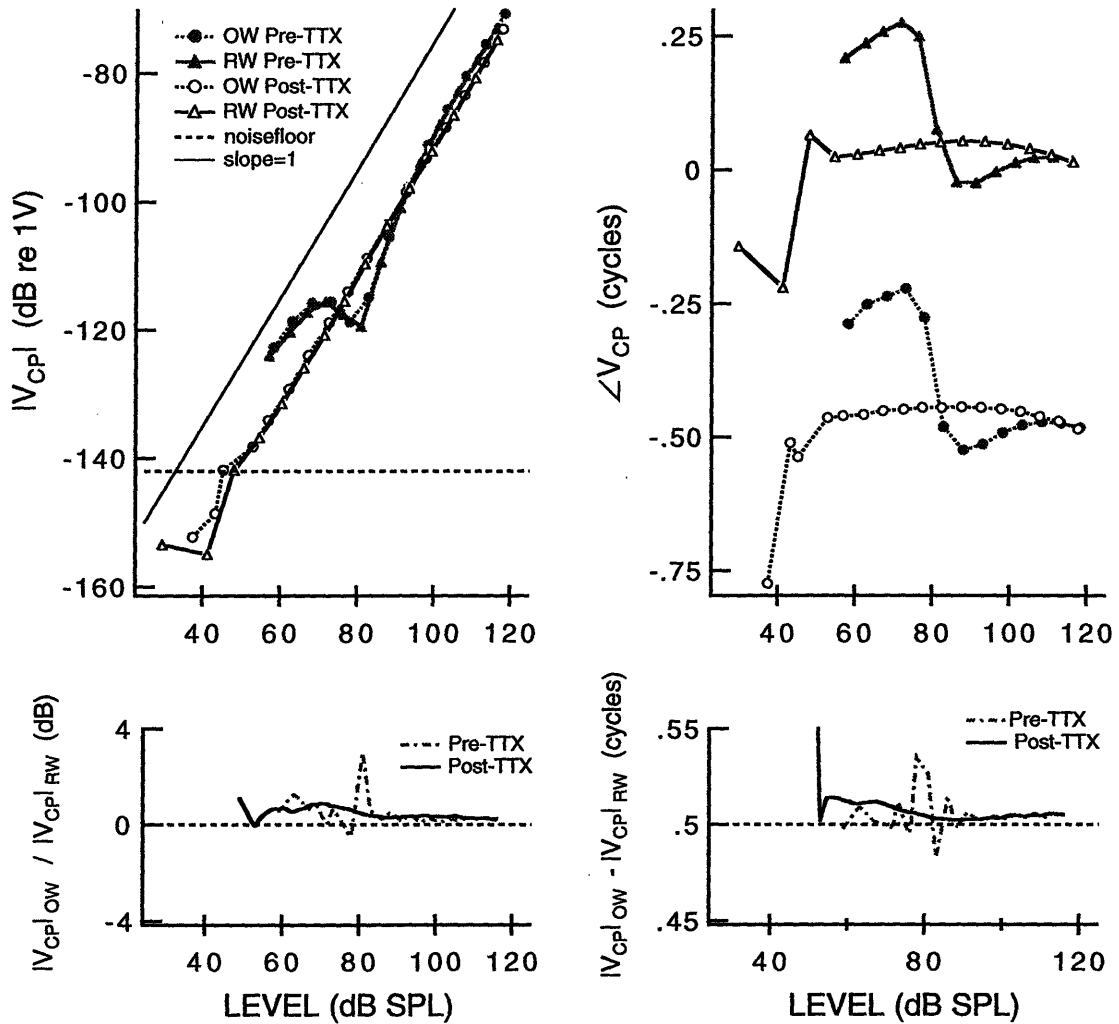 |V_CP| (dB re 1V)
-80
-100
-120
-140
-160
OW Pre-TTX
RW Pre-TTX
OW Post-TTX
RW Post-TTX
noisefloor
slope=1
40 60 80 100 120
∠V_CP (cycles)
.25
0
-.25
-.50
-.75
40 60 80 100 120
|V_CP|_OW / |V_CP|_RW (dB)
4
0
-4
Pre-TTX
Post-TTX
40 60 80 100 120
LEVEL (dB SPL)
|V_CP|_OW - |V_CP|_RW (cycles)
.55
.5
.45
Pre-TTX
Post-TTX
40 60 80 100 120
LEVEL (dB SPL)